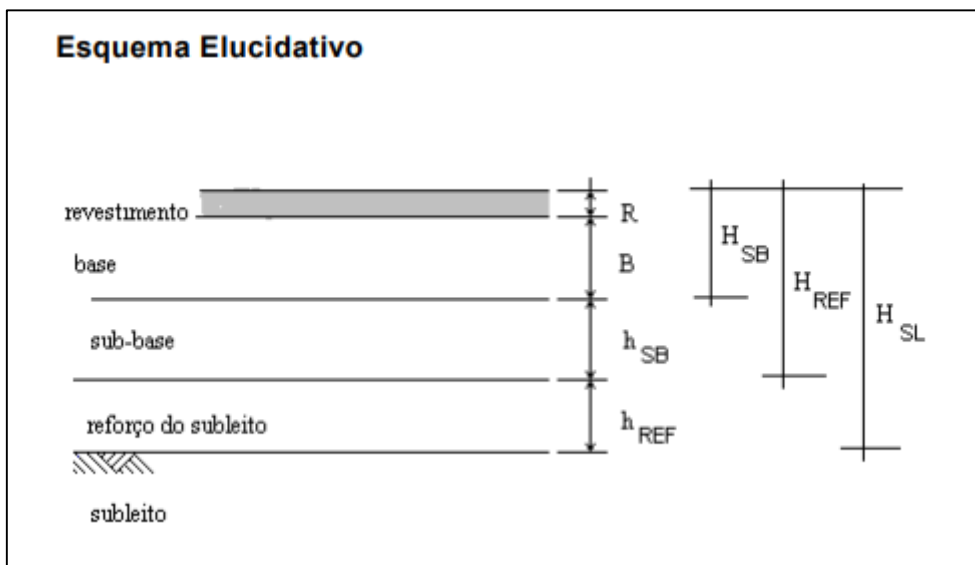 Esquema Elucidativo
revestimento
R
base
B
sub-base
h SB
reforço do subleito
h REF
subleito
H SB
H REF
H SL